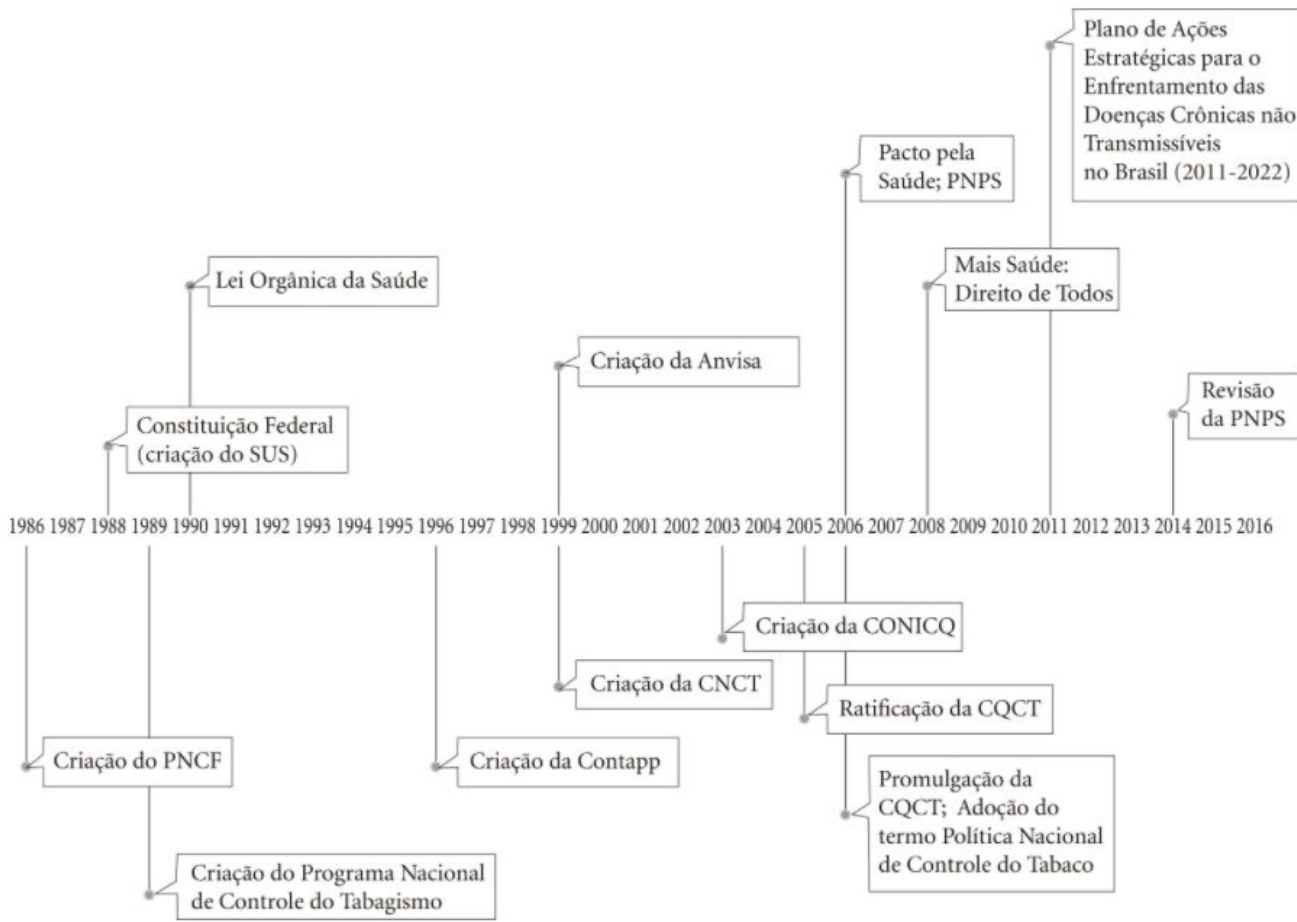 Plano de Ações
Estratégicas para o
Enfrentamento das
Doenças Crônicas não
Transmissíveis
no Brasil (2011-2022)
Pacto pela
Saúde; PNPS
Mais Saúde:
Direito de Todos
Lei Orgânica da Saúde
Criação da Anvisa
Revisão
da PNPS
Constituição Federal
(criação do SUS)
1986 1987 1988 1989 1990 1991 1992 1993 1994 1995 1996 1997 1998 1999 2000 2001 2002 2003 2004 2005 2006 2007 2008 2009 2010 2011 2012 2013 2014 2015 2016
Criação da CONICQ
Criação da CNCT
Ratificação da CQCT
Criação do PNCF
Criação da Contapp
Promulgação da
CQCT; Adoção do
termo Política Nacional
de Controle do Tabaco
Criação do Programa Nacional
de Controle do Tabagismo